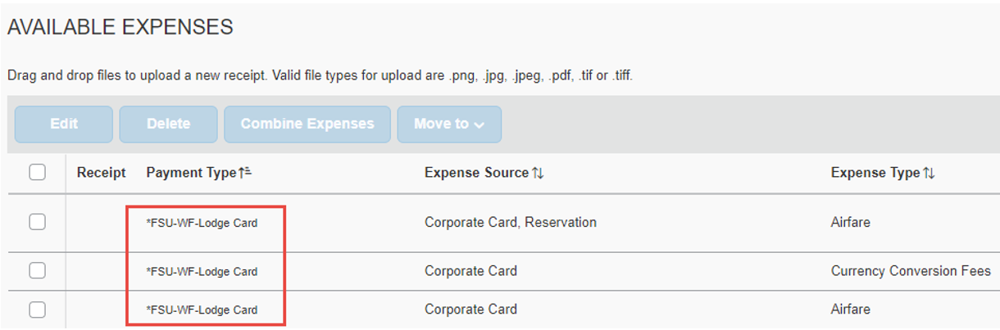 AVAILABLE EXPENSES
Drag and drop files to upload a new receipt. Valid file types for upload are .png, .jpg, .jpeg, .pdf, .tif or .tiff.
Edit Delete Combine Expenses Move to
Receipt Payment Type Expense Source Expense Type
*FSU-WF-Lodge Card Corporate Card, Reservation Airfare
*FSU-WF-Lodge Card Corporate Card Currency Conversion Fees
*FSU-WF-Lodge Card Corporate Card Airfare